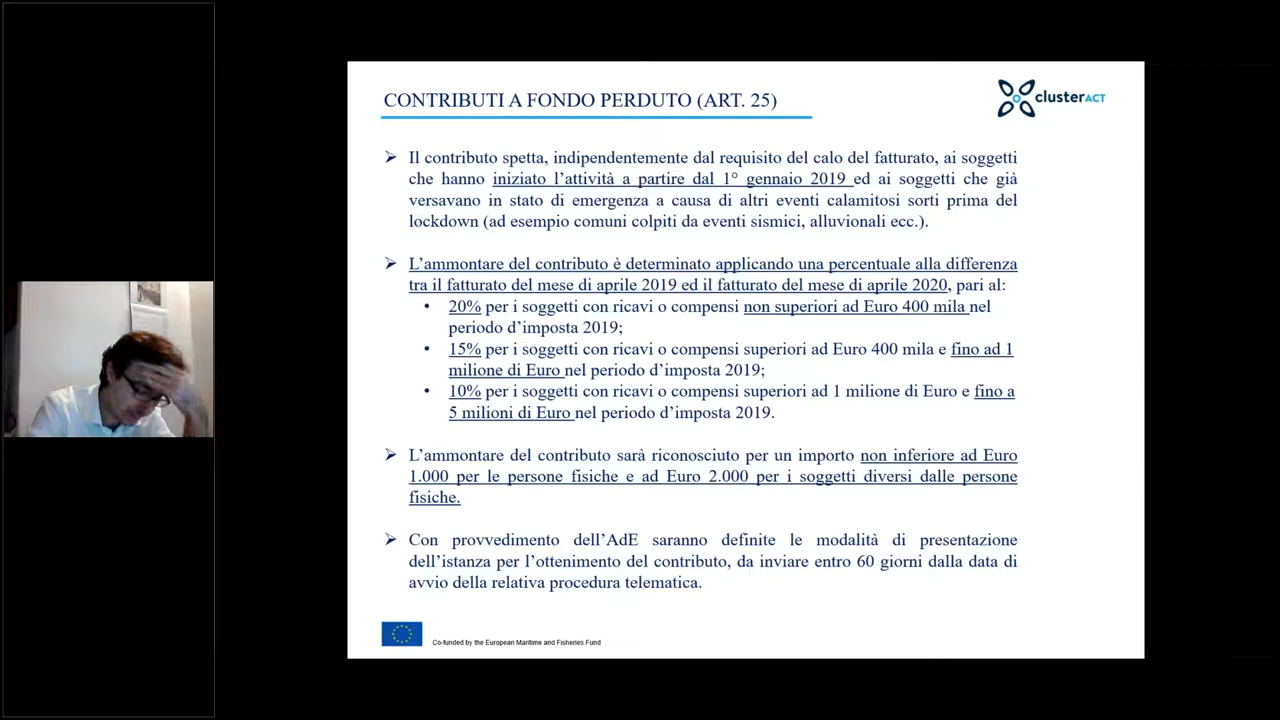 CONTRIBUTI A FONDO PERDUTO (ART. 25)
clusterACT
➢ Il contributo spetta, indipendentemente dal requisito del calo del fatturato, ai soggetti
che hanno iniziato l’attività a partire dal 1° gennaio 2019 ed ai soggetti che già
versavano in stato di emergenza a causa di altri eventi calamitosi sorti prima del
lockdown (ad esempio comuni colpiti da eventi sismici, alluvionali ecc.).
➢ L’ammontare del contributo è determinato applicando una percentuale alla differenza
tra il fatturato del mese di aprile 2019 ed il fatturato del mese di aprile 2020, pari al:
• 20% per i soggetti con ricavi o compensi non superiori ad Euro 400 mila nel
periodo d’imposta 2019;
• 15% per i soggetti con ricavi o compensi superiori ad Euro 400 mila e fino ad 1
milione di Euro nel periodo d’imposta 2019;
• 10% per i soggetti con ricavi o compensi superiori ad 1 milione di Euro e fino a
5 milioni di Euro nel periodo d’imposta 2019.
➢ L’ammontare del contributo sarà riconosciuto per un importo non inferiore ad Euro
1.000 per le persone fisiche e ad Euro 2.000 per i soggetti diversi dalle persone
fisiche.
➢ Con provvedimento dell’AdE saranno definite le modalità di presentazione
dell’istanza per l’ottenimento del contributo, da inviare entro 60 giorni dalla data di
avvio della relativa procedura telematica.
Co-funded by the European Maritime and Fisheries Fund